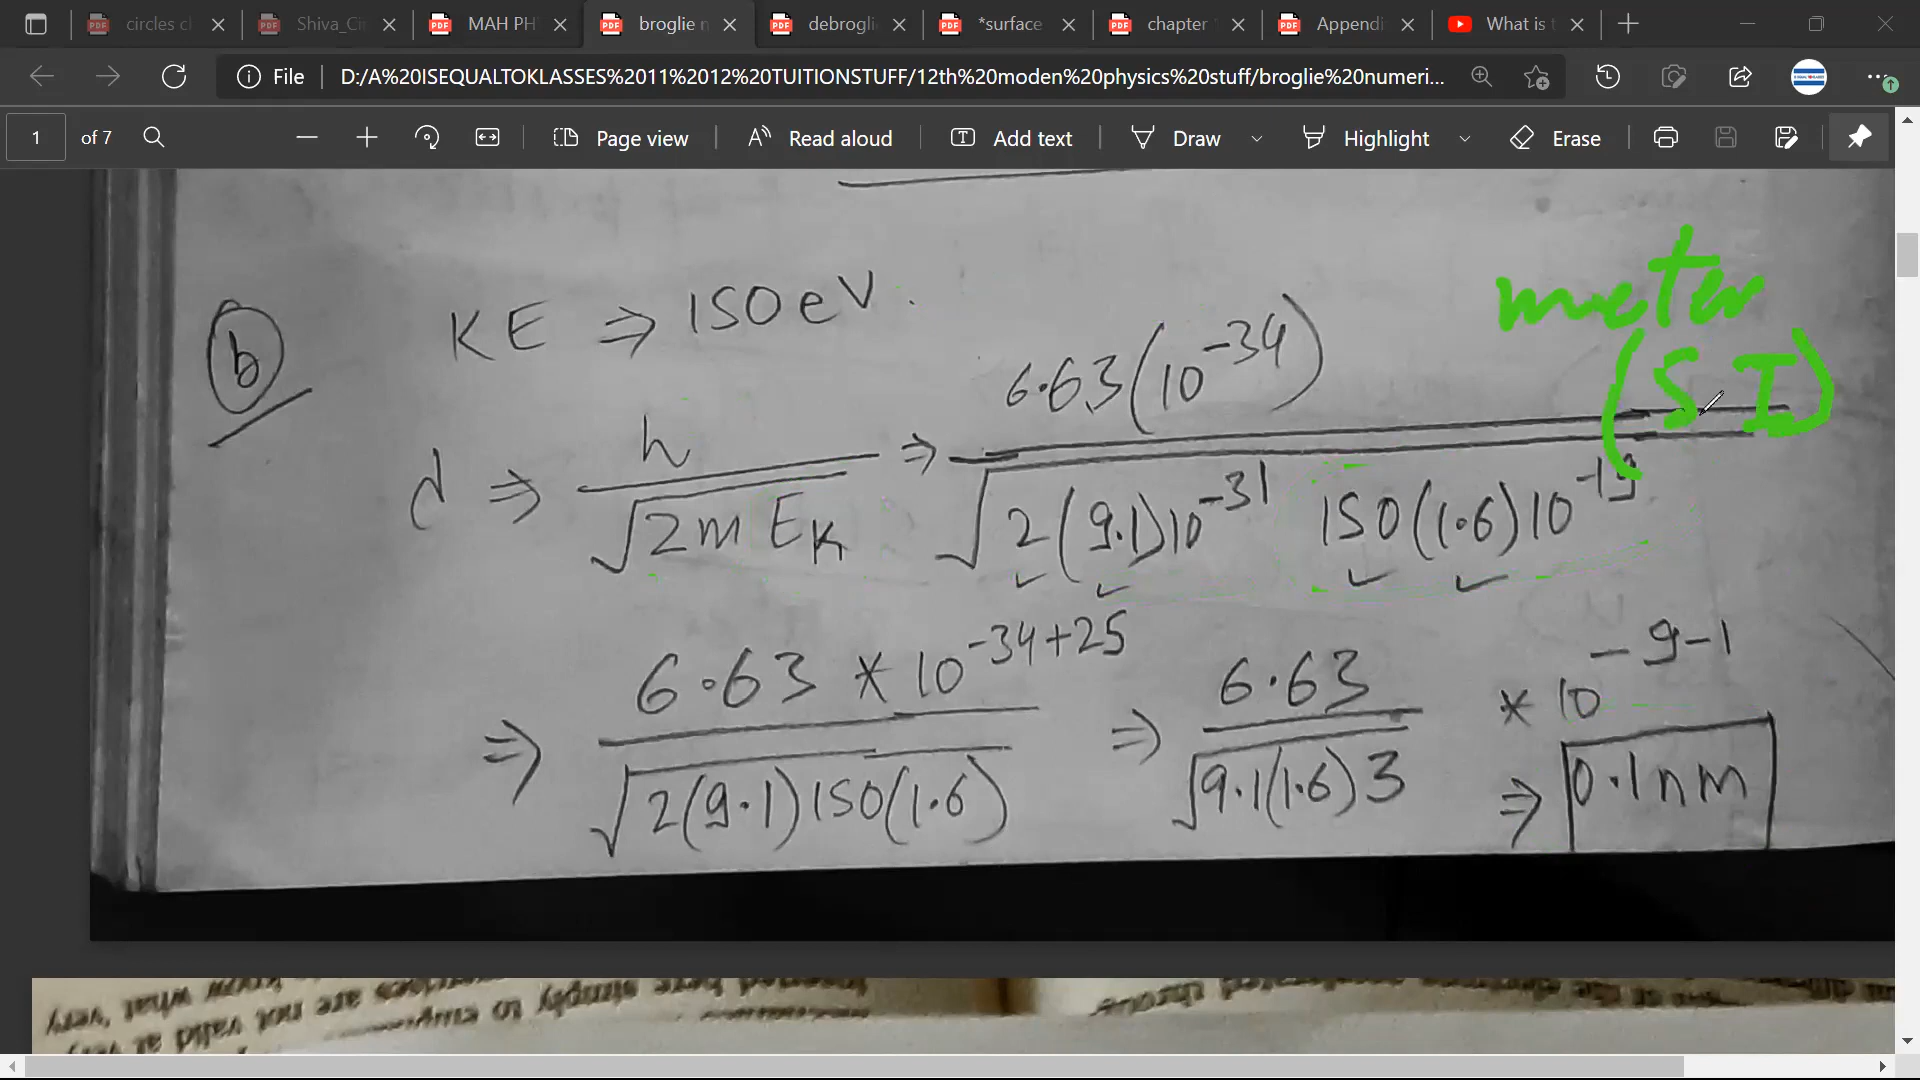 circles cl
Shiva_Ci
MAH PH
broglie n
debrogli
*surface
chapter
Appendi
What is t
File
D:/A%20ISEQUALTOKLASSES%2011%2012%20TUITIONSTUFF/12th%20moden%20physics%20stuff/broglie%20numeri...
1 of 7
Page view
Read aloud
Add text
Draw
Highlight
Erase
meter
(SI)
b
KE ⇒ 150 eV.
d ⇒ h / √2m E_K ⇒ 6.63(10^-34) / √2(9.1)10^-31 150(1.6)10^-19
⇒ 6.63 * 10^-34+25 / √2(9.1)150(1.6) ⇒ 6.63 / √9.1(1.6)3 * 10^-9-1
⇒ 0.1nm